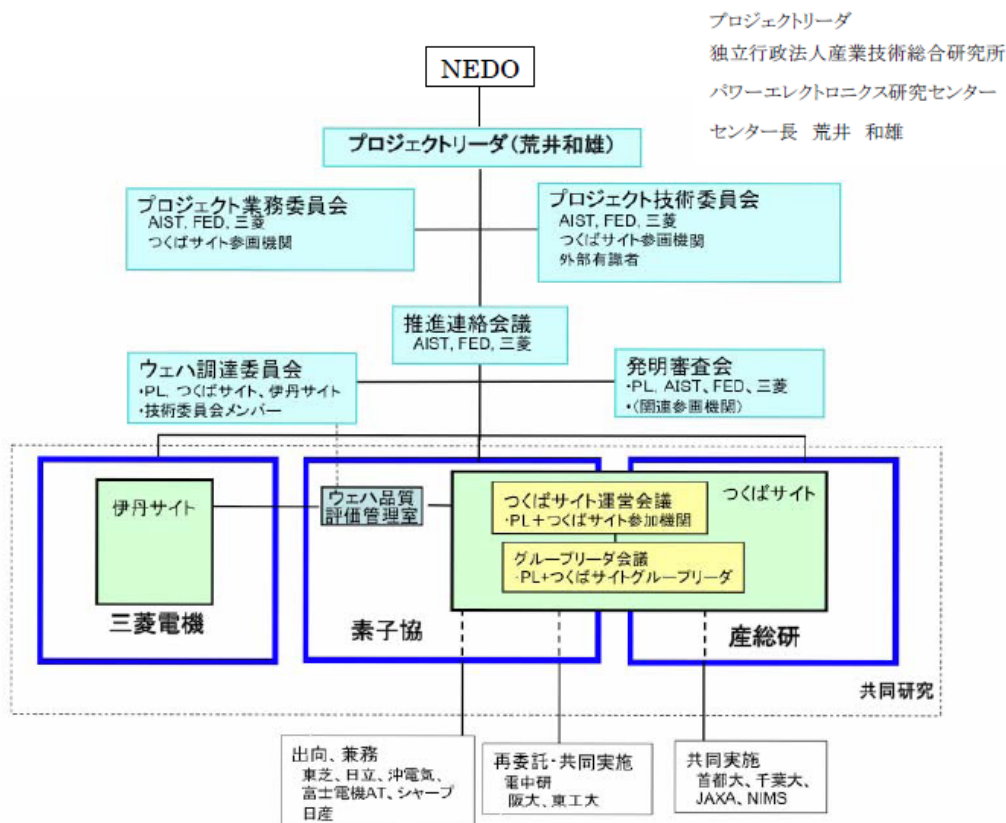 プロジェクトリーダ
独立行政法人産業技術総合研究所
パワーエレクトロニクス研究センター
センター長 荒井 和雄
NEDO
プロジェクトリーダ(荒井和雄)
プロジェクト業務委員会
AIST, FED, 三菱
つくばサイト参画機関
プロジェクト技術委員会
AIST, FED, 三菱
つくばサイト参画機関
外部有識者
推進連絡会議
AIST, FED, 三菱
ウェハ調達委員会
・PL, つくばサイト、伊丹サイト
・技術委員会メンバー
発明審査会
・PL, AIST、FED、三菱
・(関連参画機関)
伊丹サイト
三菱電機
ウェハ品質
評価管理室
素子協
つくばサイト
つくばサイト運営会議
・PL+つくばサイト参加機関
グループリーダ会議
・PL+つくばサイトグループリーダ
産総研
共同研究
出向、兼務
東芝、日立、沖電気、
富士電機AT、シャープ
日産
再委託・共同実施
電中研
阪大、東工大
共同実施
首都大、千葉大、
JAXA、NIMS